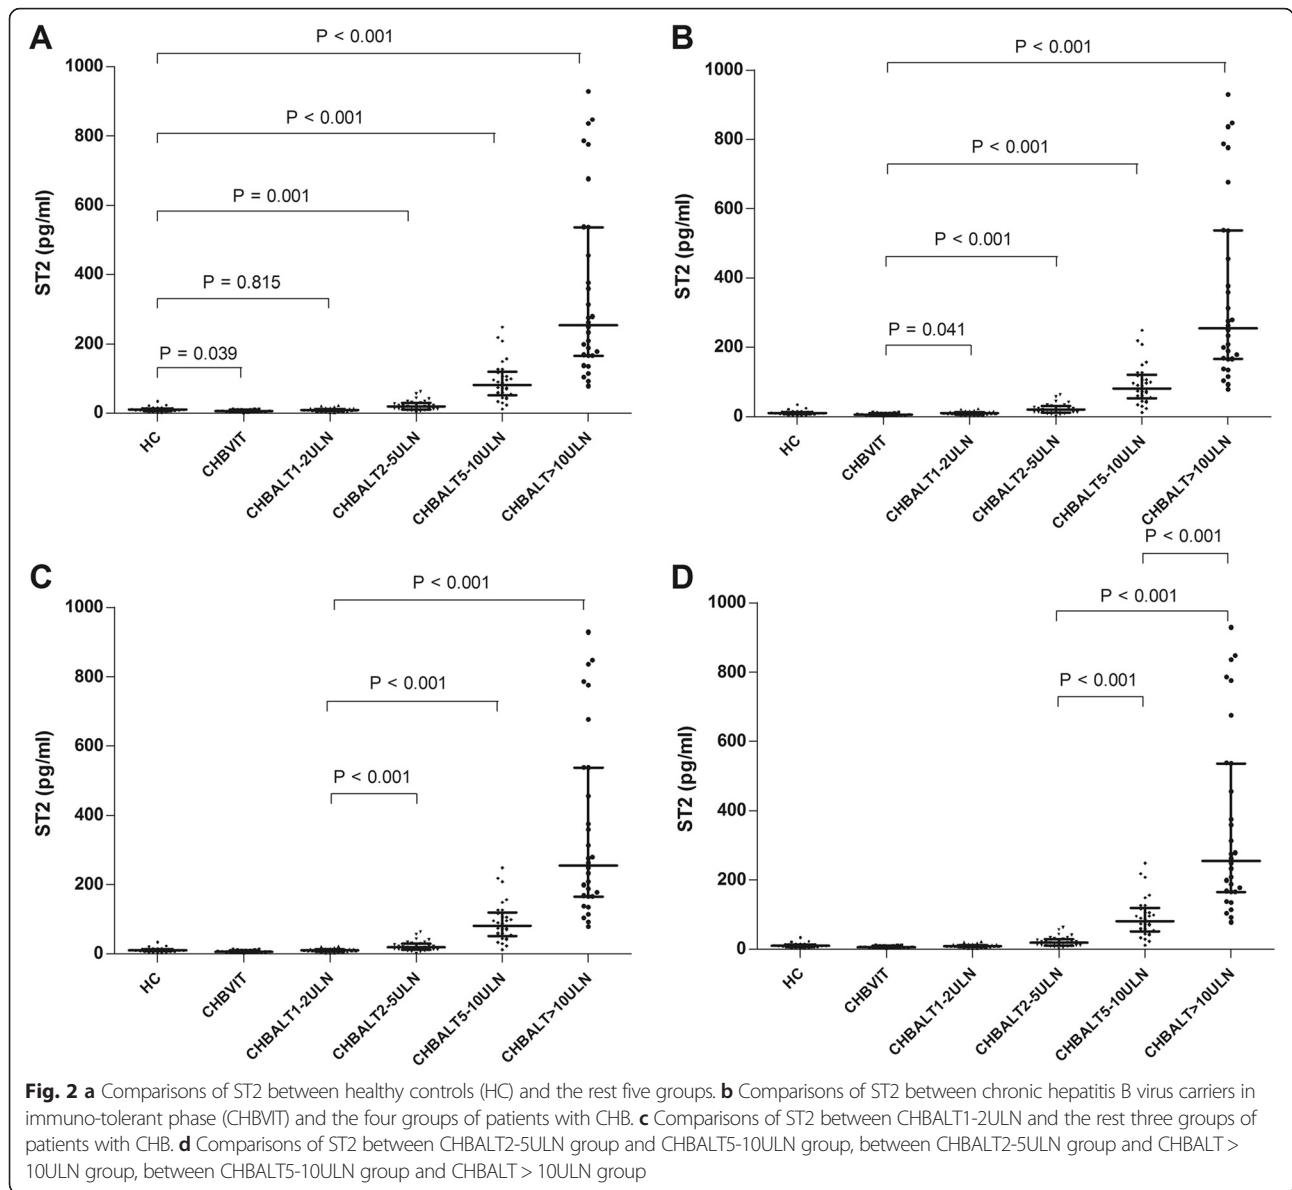 A
P < 0.001
P < 0.001
P = 0.001
P = 0.815
P = 0.039
ST2 (pg/ml)
1000
800
600
400
200
0
HC
CHBVIT
CHBALT1-2ULN
CHBALT2-5ULN
CHBALT5-10ULN
CHBALT>10ULN
B
P < 0.001
P < 0.001
P < 0.001
P = 0.041
ST2 (pg/ml)
1000
800
600
400
200
0
HC
CHBVIT
CHBALT1-2ULN
CHBALT2-5ULN
CHBALT5-10ULN
CHBALT>10ULN
C
P < 0.001
P < 0.001
P < 0.001
ST2 (pg/ml)
1000
800
600
400
200
0
HC
CHBVIT
CHBALT1-2ULN
CHBALT2-5ULN
CHBALT5-10ULN
CHBALT>10ULN
D
P < 0.001
P < 0.001
P < 0.001
ST2 (pg/ml)
1000
800
600
400
200
0
HC
CHBVIT
CHBALT1-2ULN
CHBALT2-5ULN
CHBALT5-10ULN
CHBALT>10ULN
Fig. 2 a Comparisons of ST2 between healthy controls (HC) and the rest five groups. b Comparisons of ST2 between chronic hepatitis B virus carriers in
immuno-tolerant phase (CHBVIT) and the four groups of patients with CHB. c Comparisons of ST2 between CHBALT1-2ULN and the rest three groups of
patients with CHB. d Comparisons of ST2 between CHBALT2-5ULN group and CHBALT5-10ULN group, between CHBALT2-5ULN group and CHBALT >
10ULN group, between CHBALT5-10ULN group and CHBALT > 10ULN group